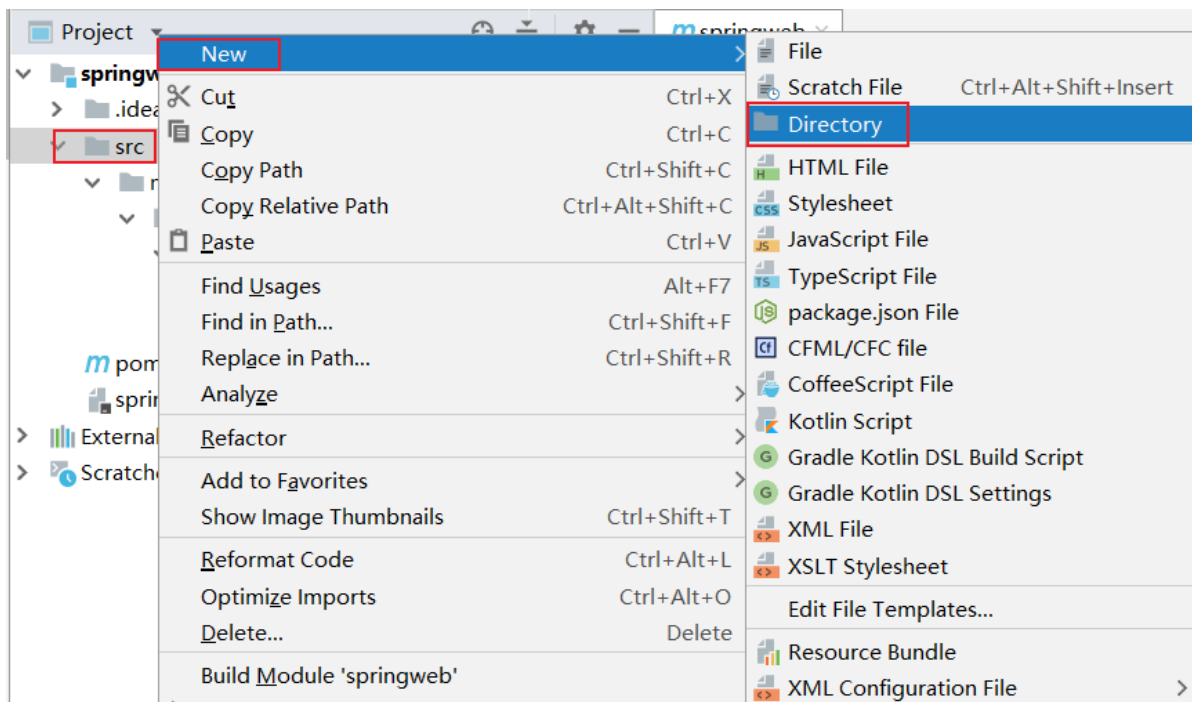 Project
springweb
New
springw
.idea
src
m
pom
sprin
External
Scratche
Cut Ctrl+X
Copy Ctrl+C
Copy Path Ctrl+Shift+C
Copy Relative Path Ctrl+Alt+Shift+C
Paste Ctrl+V
Find Usages Alt+F7
Find in Path... Ctrl+Shift+F
Replace in Path... Ctrl+Shift+R
Analyze
Refactor
Add to Favorites
Show Image Thumbnails Ctrl+Shift+T
Reformat Code Ctrl+Alt+L
Optimize Imports Ctrl+Alt+O
Delete... Delete
Build Module 'springweb'
File
Scratch File Ctrl+Alt+Shift+Insert
Directory
HTML File
Stylesheet
JavaScript File
TypeScript File
package.json File
CFML/CFC file
CoffeeScript File
Kotlin Script
Gradle Kotlin DSL Build Script
Gradle Kotlin DSL Settings
XML File
XSLT Stylesheet
Edit File Templates...
Resource Bundle
XML Configuration File